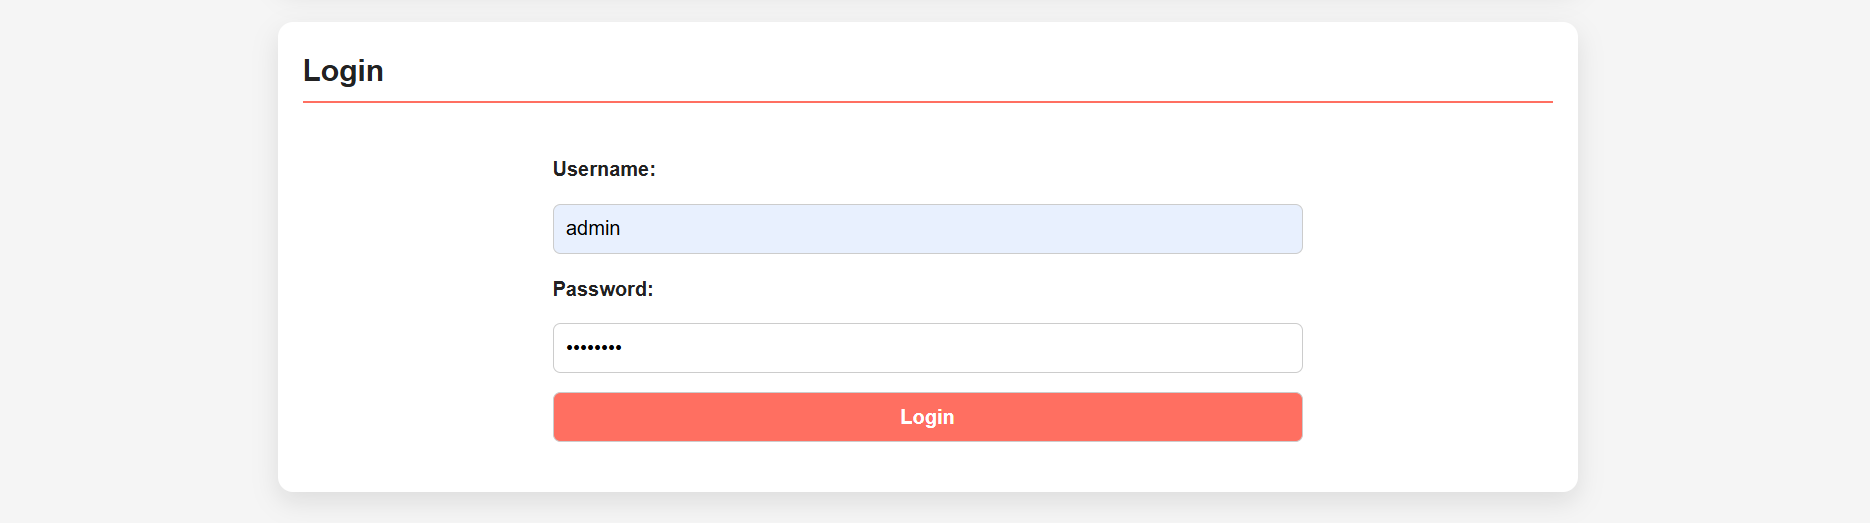 Login
Username:
admin
Password:
••••••••
Login